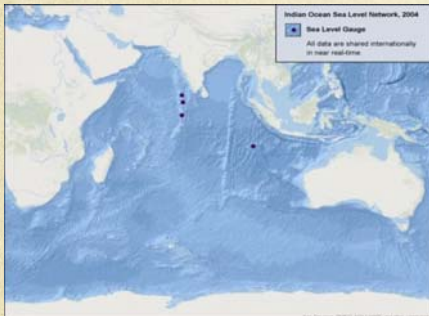 Indian Ocean Sea Level Network, 2004
Sea Level Gauge
All data are shared internationally
in near real-time.